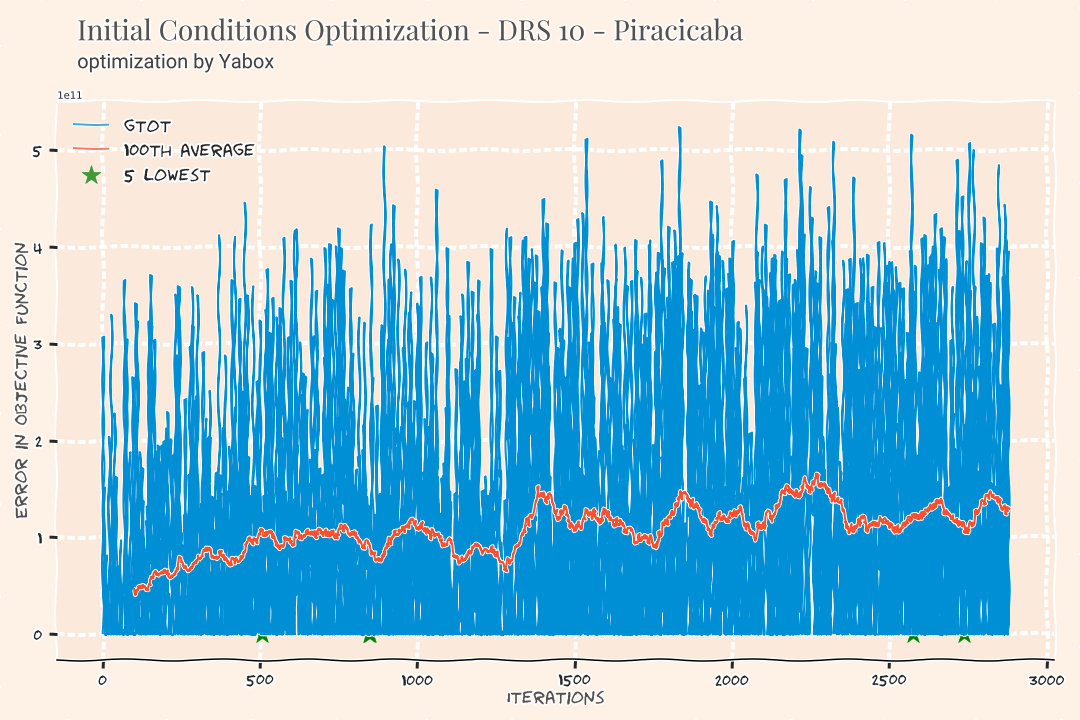 Initial Conditions Optimization - DRS 10 - Piracicaba
optimization by Yabox
1e11
GTOT
100TH AVERAGE
5 LOWEST
5
4
3
2
1
0
ERROR IN OBJECTIVE FUNCTION
0 500 1000 1500 2000 2500 3000
ITERATIONS